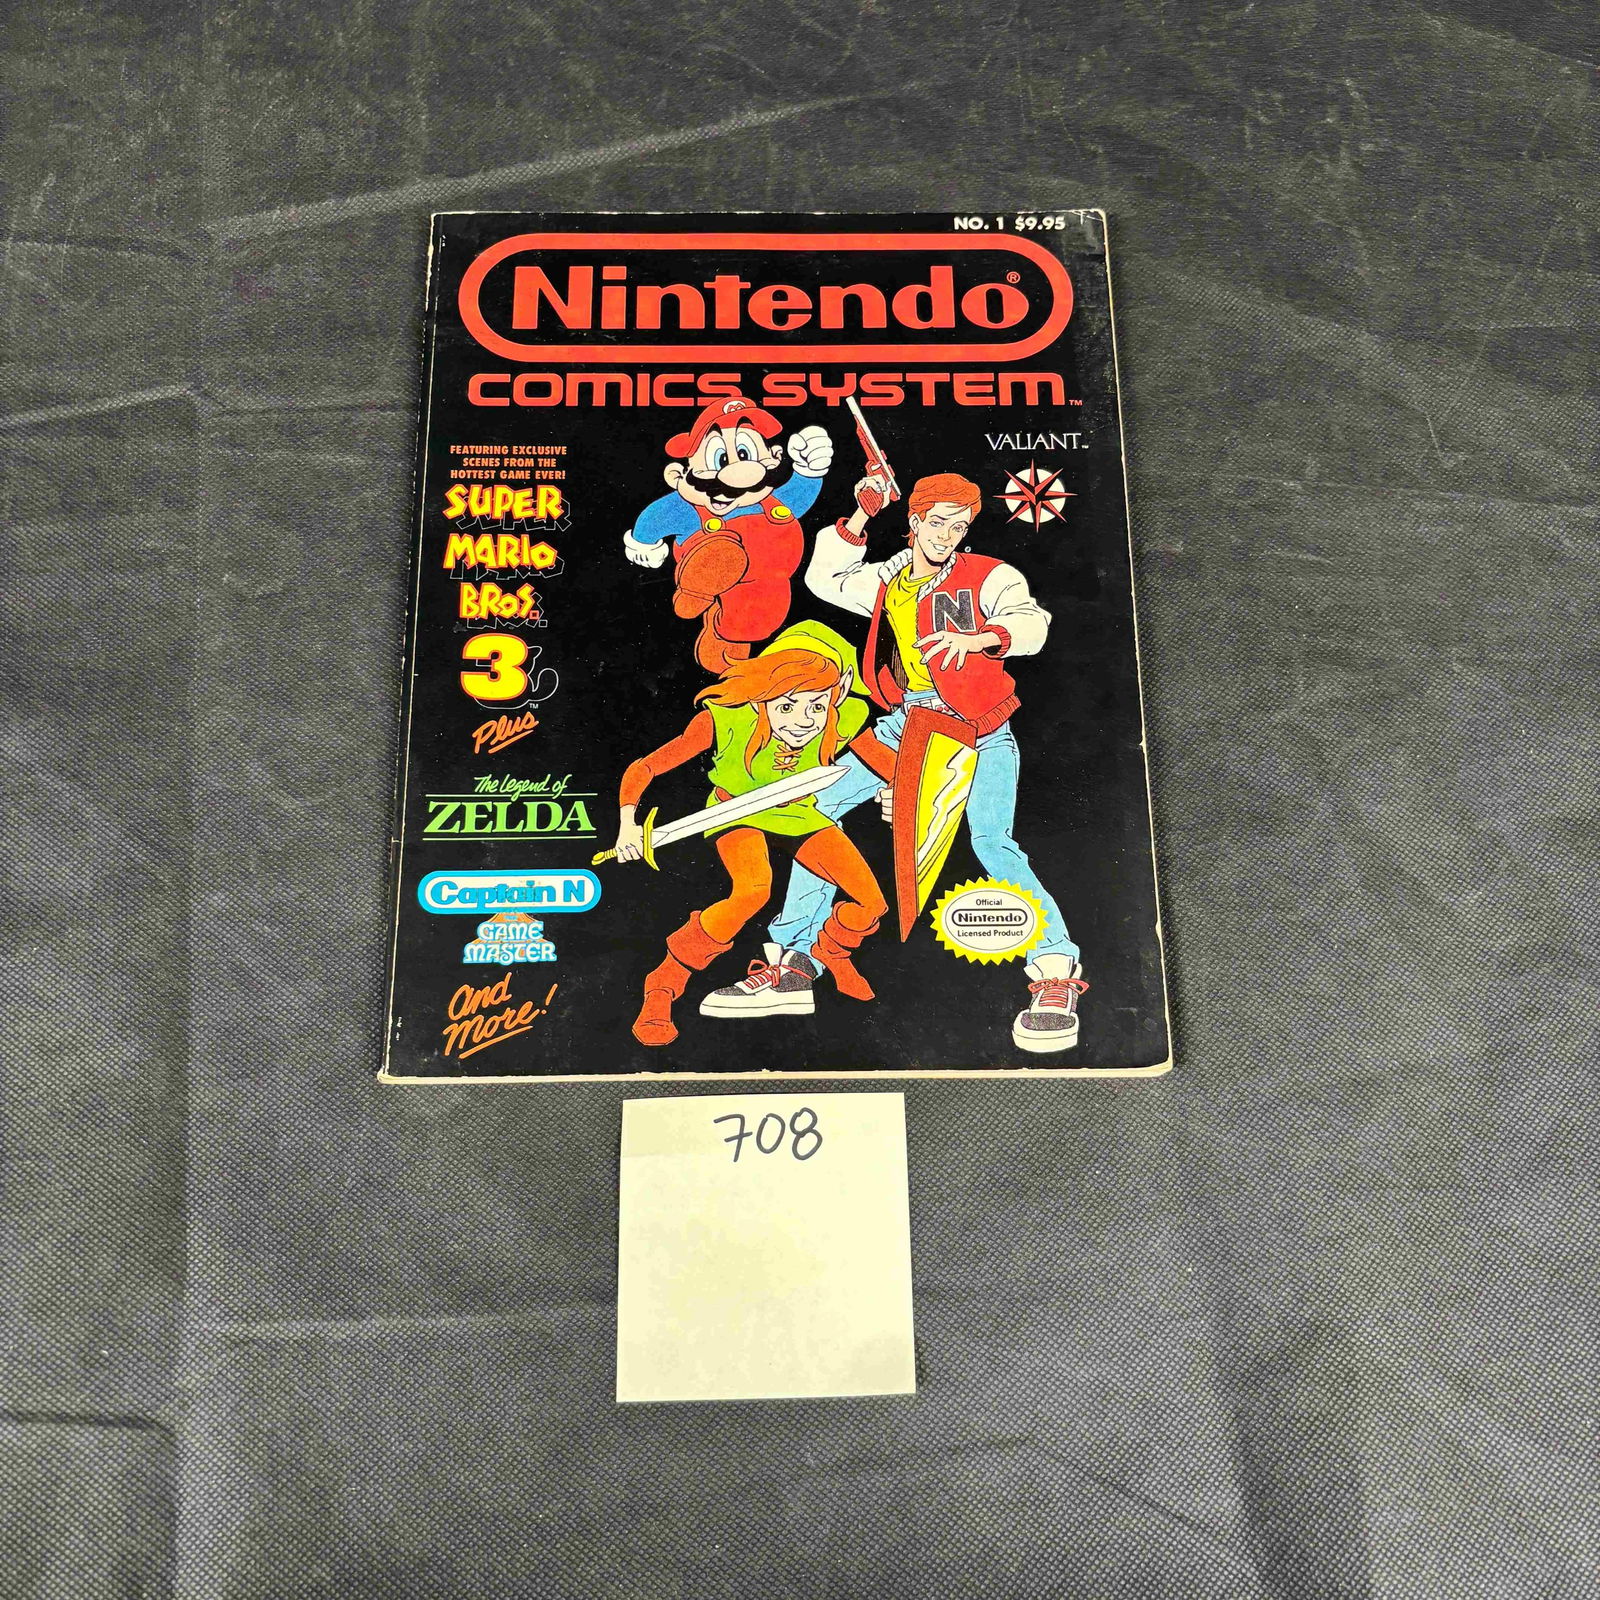 NO. 1 $9.95
Nintendo®
COMICS SYSTEM™
VALIANT™
FEATURING EXCLUSIVE
SCENES FROM THE
HOTTEST GAME EVER!
SUPER
MARIO
BROS.
3™
Plus
The Legend of
ZELDA
Captain N
THE
GAME
MASTER
And
More!
M
N
Official
Nintendo
Licensed Product
708